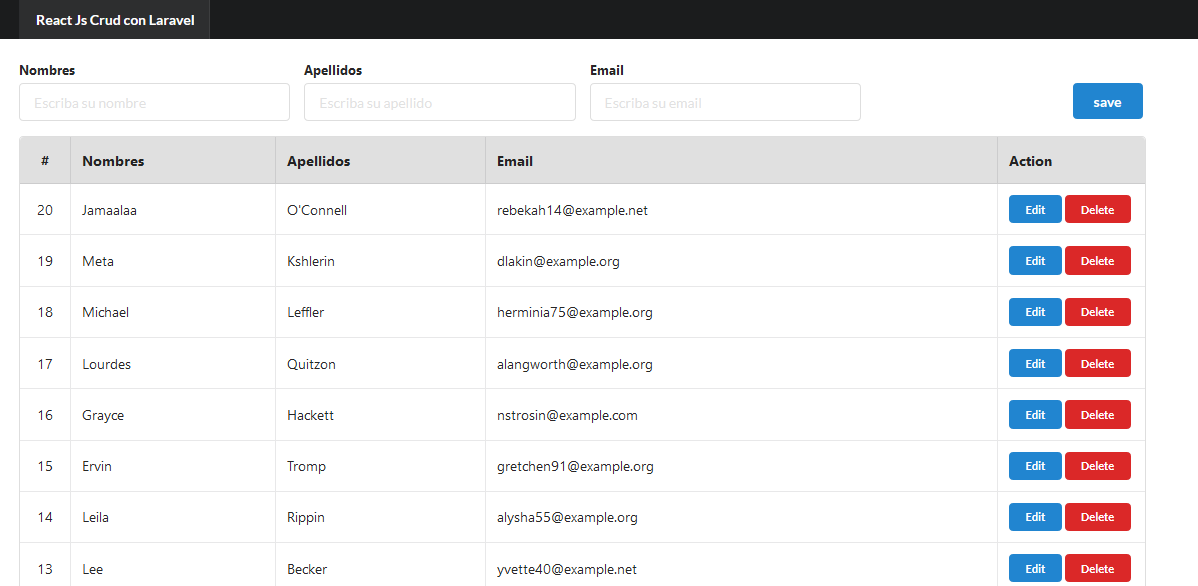 React Js Crud con Laravel
Nombres Apellidos Email
Escriba su nombre Escriba su apellido Escriba su email save
# Nombres Apellidos Email Action
20 Jamaalaa O'Connell rebekah14@example.net Edit Delete
19 Meta Kshlerin dlakin@example.org Edit Delete
18 Michael Leffler herminia75@example.org Edit Delete
17 Lourdes Quitzon alangworth@example.org Edit Delete
16 Grayce Hackett nstrosin@example.com Edit Delete
15 Ervin Tromp gretchen91@example.org Edit Delete
14 Leila Rippin alysha55@example.org Edit Delete
13 Lee Becker yvette40@example.net Edit Delete